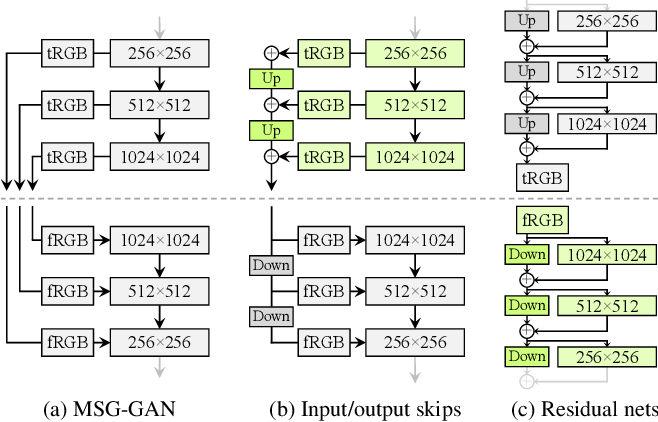 tRGB 256×256
tRGB 512×512
tRGB 1024×1024
fRGB 1024×1024
fRGB 512×512
fRGB 256×256
(a) MSG-GAN
tRGB 256×256
Up
tRGB 512×512
Up
tRGB 1024×1024
fRGB 1024×1024
Down
fRGB 512×512
Down
fRGB 256×256
(b) Input/output skips
Up 256×256
Up 512×512
Up 1024×1024
tRGB
fRGB
Down 1024×1024
Down 512×512
Down 256×256
(c) Residual nets